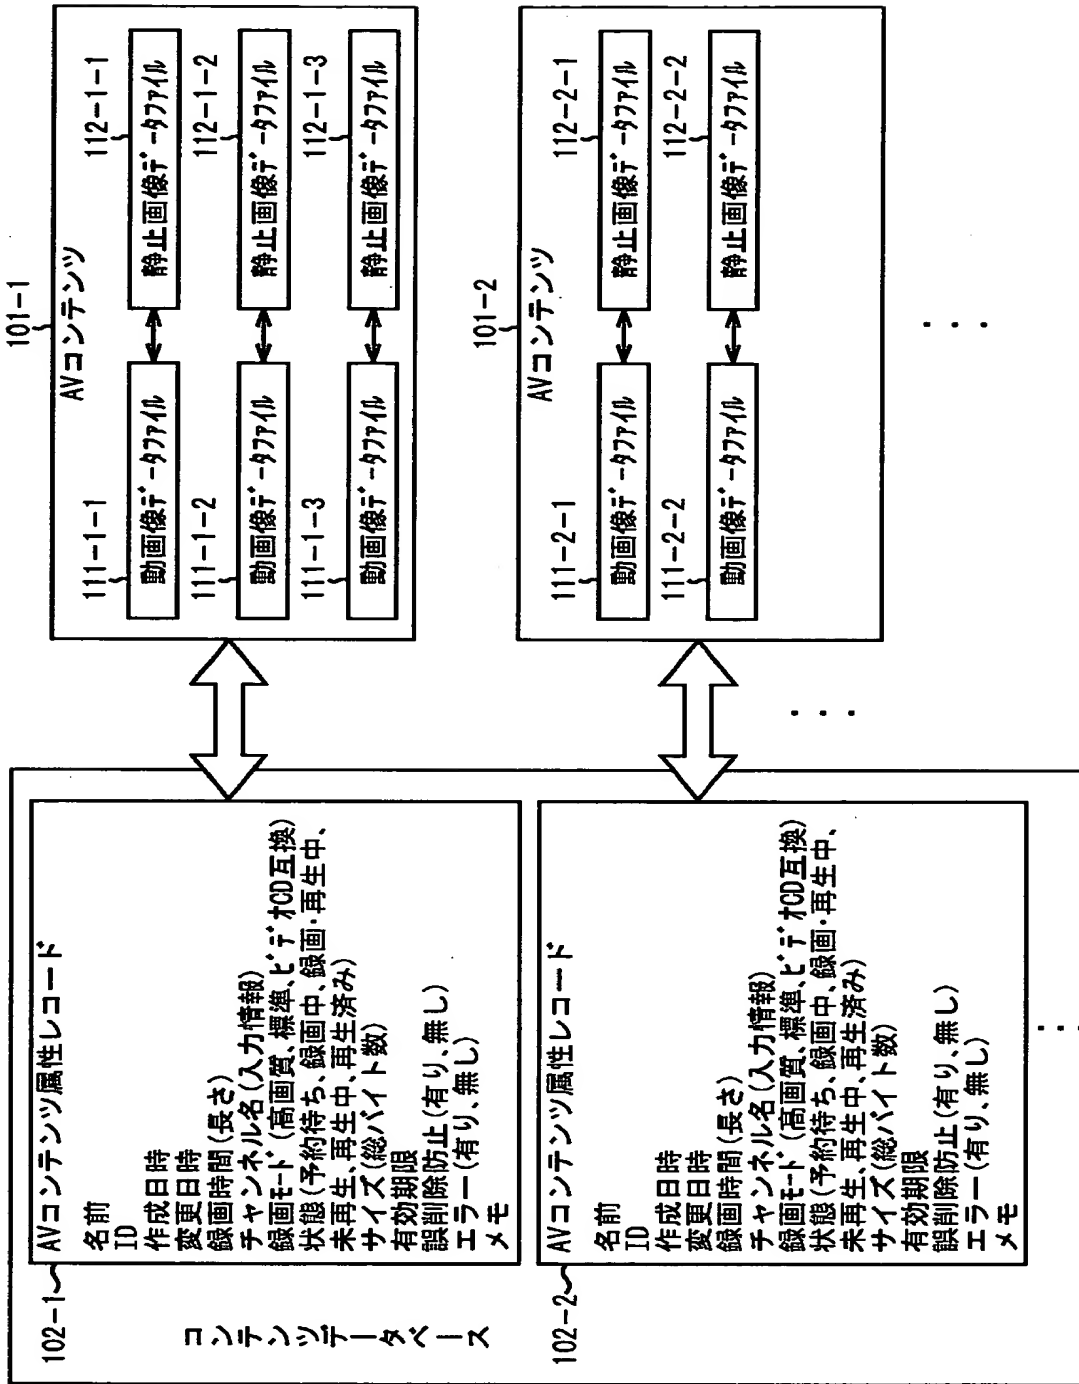 コンテンツデータベース
102-1
AVコンテンツ属性レコード
名前
ID
作成日時
変更日時
録画時間(長さ)
チャンネル名(入力情報)
録画モード(高画質、標準、ビデオCD互換)
状態(予約待ち、録画中、録画・再生中、
未再生、再生中、再生済み)
サイズ(総バイト数)
有効期限
誤削除防止(有り、無し)
エラー(有り、無し)
メモ
102-2
AVコンテンツ属性レコード
名前
ID
作成日時
変更日時
録画時間(長さ)
チャンネル名(入力情報)
録画モード(高画質、標準、ビデオCD互換)
状態(予約待ち、録画中、録画・再生中、
未再生、再生中、再生済み)
サイズ(総バイト数)
有効期限
誤削除防止(有り、無し)
エラー(有り、無し)
メモ
101-1
AVコンテンツ
111-1-1
動画像データファイル
112-1-1
静止画像データファイル
111-1-2
動画像データファイル
112-1-2
静止画像データファイル
111-1-3
動画像データファイル
112-1-3
静止画像データファイル
101-2
AVコンテンツ
111-2-1
動画像データファイル
112-2-1
静止画像データファイル
111-2-2
動画像データファイル
112-2-2
静止画像データファイル